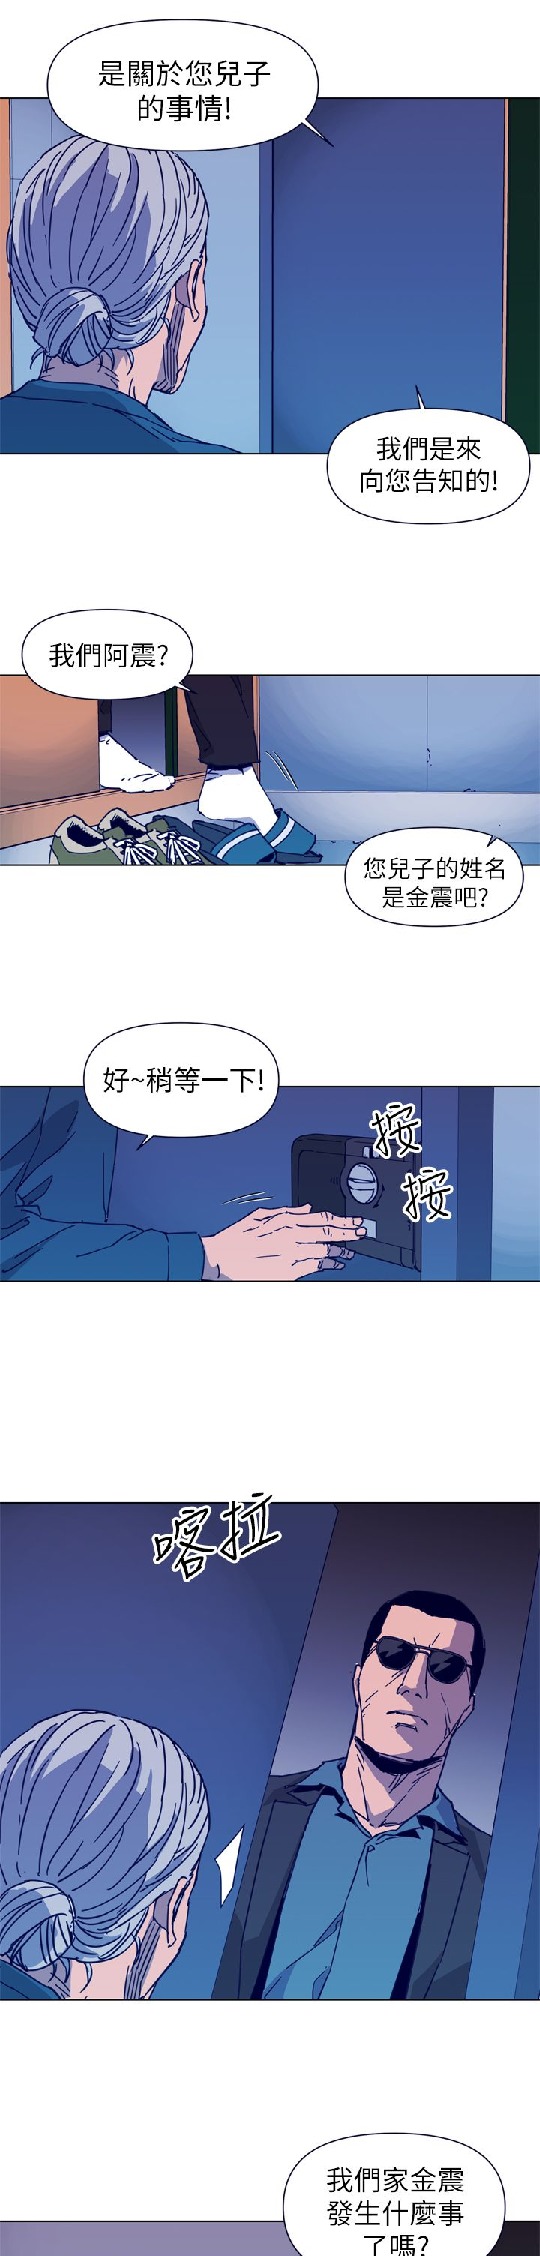 是關於您兒子
的事情!
我們是來
向您告知的!
我們阿震?
您兒子的姓名
是金震吧?
好~稍等一下!
按
按
喀拉
我們家金震
發生什麼事
了嗎?